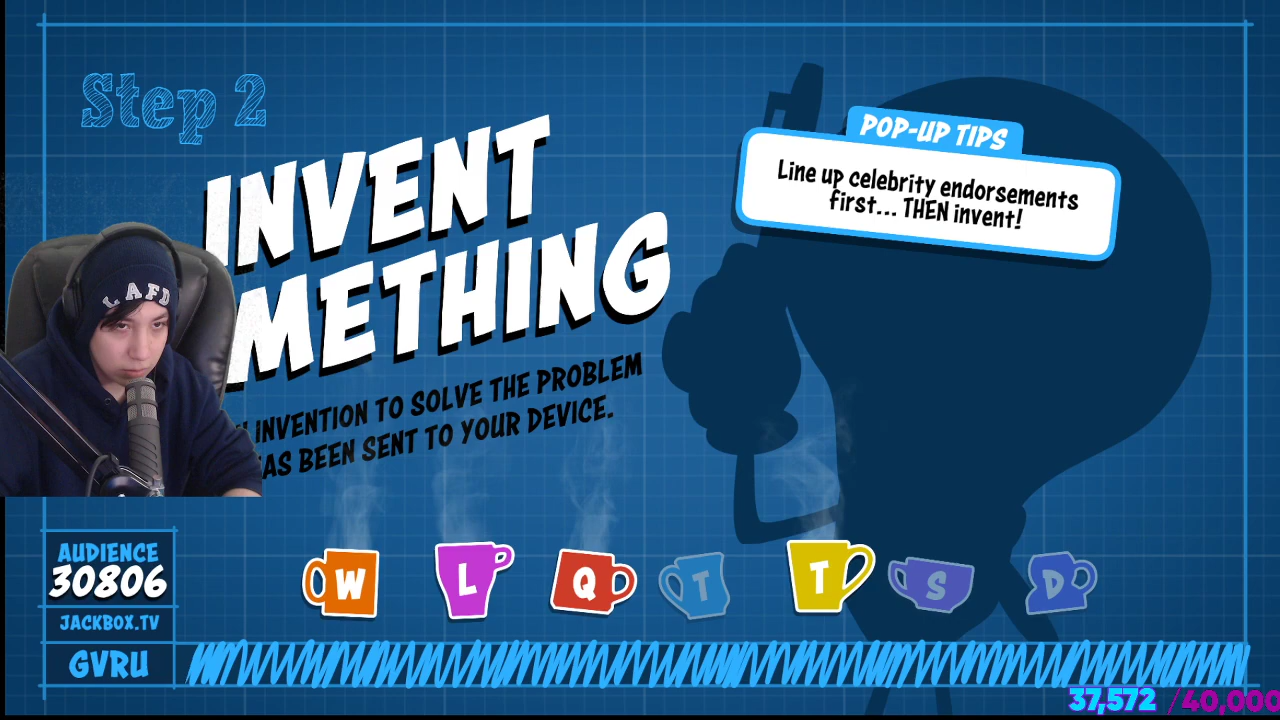 Step 2
INVENT
METHING
INVENTION TO SOLVE THE PROBLEM
AS BEEN SENT TO YOUR DEVICE.
POP-UP TIPS
Line up celebrity endorsements
first... THEN invent!
LAFD
W L Q T T S D
AUDIENCE
30806
JACKBOX.TV
GVRU
37,572 /40,000